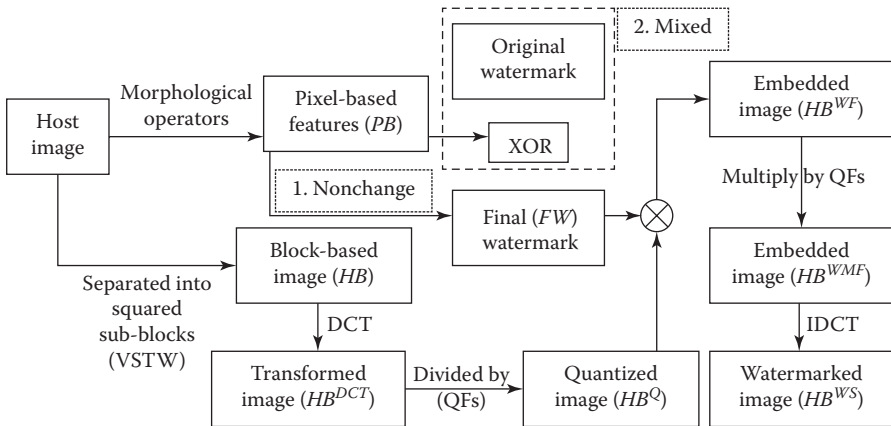 2. Mixed
Original
watermark
Embedded
image (HB^WF)
Morphological
operators
Pixel-based
features (PB)
Host
image
XOR
1. Nonchange
Multiply by QFs
Final (FW)
watermark
Block-based
image (HB)
Embedded
image (HB^WMF)
Separated into
squared
sub-blocks
(VSTW)
DCT
IDCT
Transformed
image (HB^DCT)
Divided by
(QFs)
Quantized
image (HB^Q)
Watermarked
image (HB^WS)